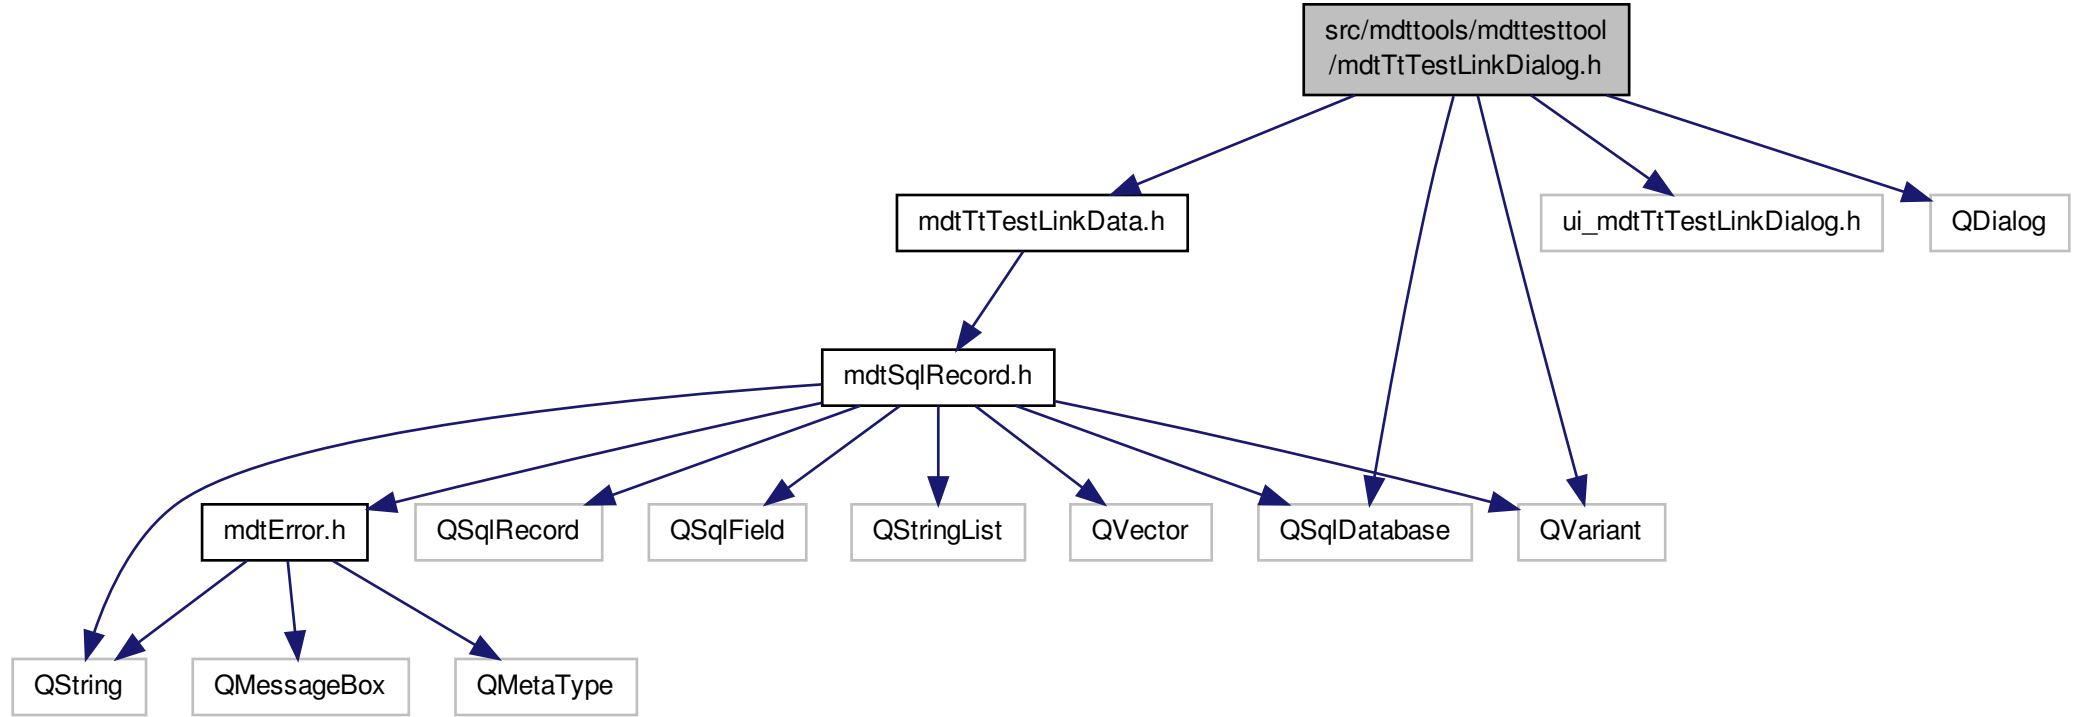 src/mdttools/mdttesttool
/mdtTtTestLinkDialog.h
mdtTtTestLinkData.h
ui_mdtTtTestLinkDialog.h
QDialog
mdtSqlRecord.h
mdtError.h
QSqlRecord
QSqlField
QStringList
QVector
QSqlDatabase
QVariant
QString
QMessageBox
QMetaType